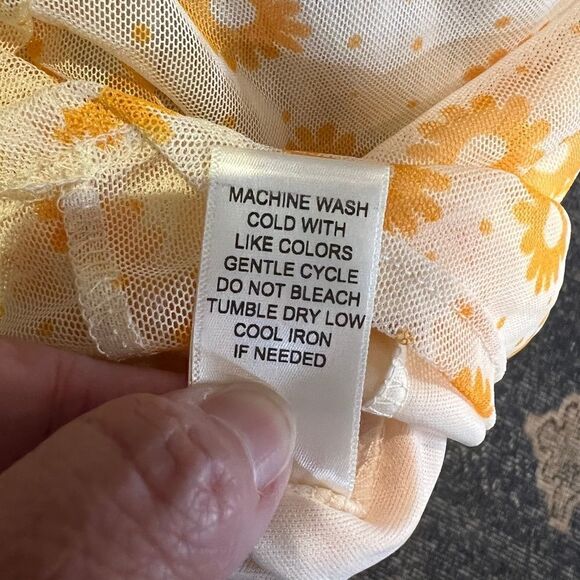 MACHINE WASH
COLD WITH
LIKE COLORS
GENTLE CYCLE
DO NOT BLEACH
TUMBLE DRY LOW
COOL IRON
IF NEEDED